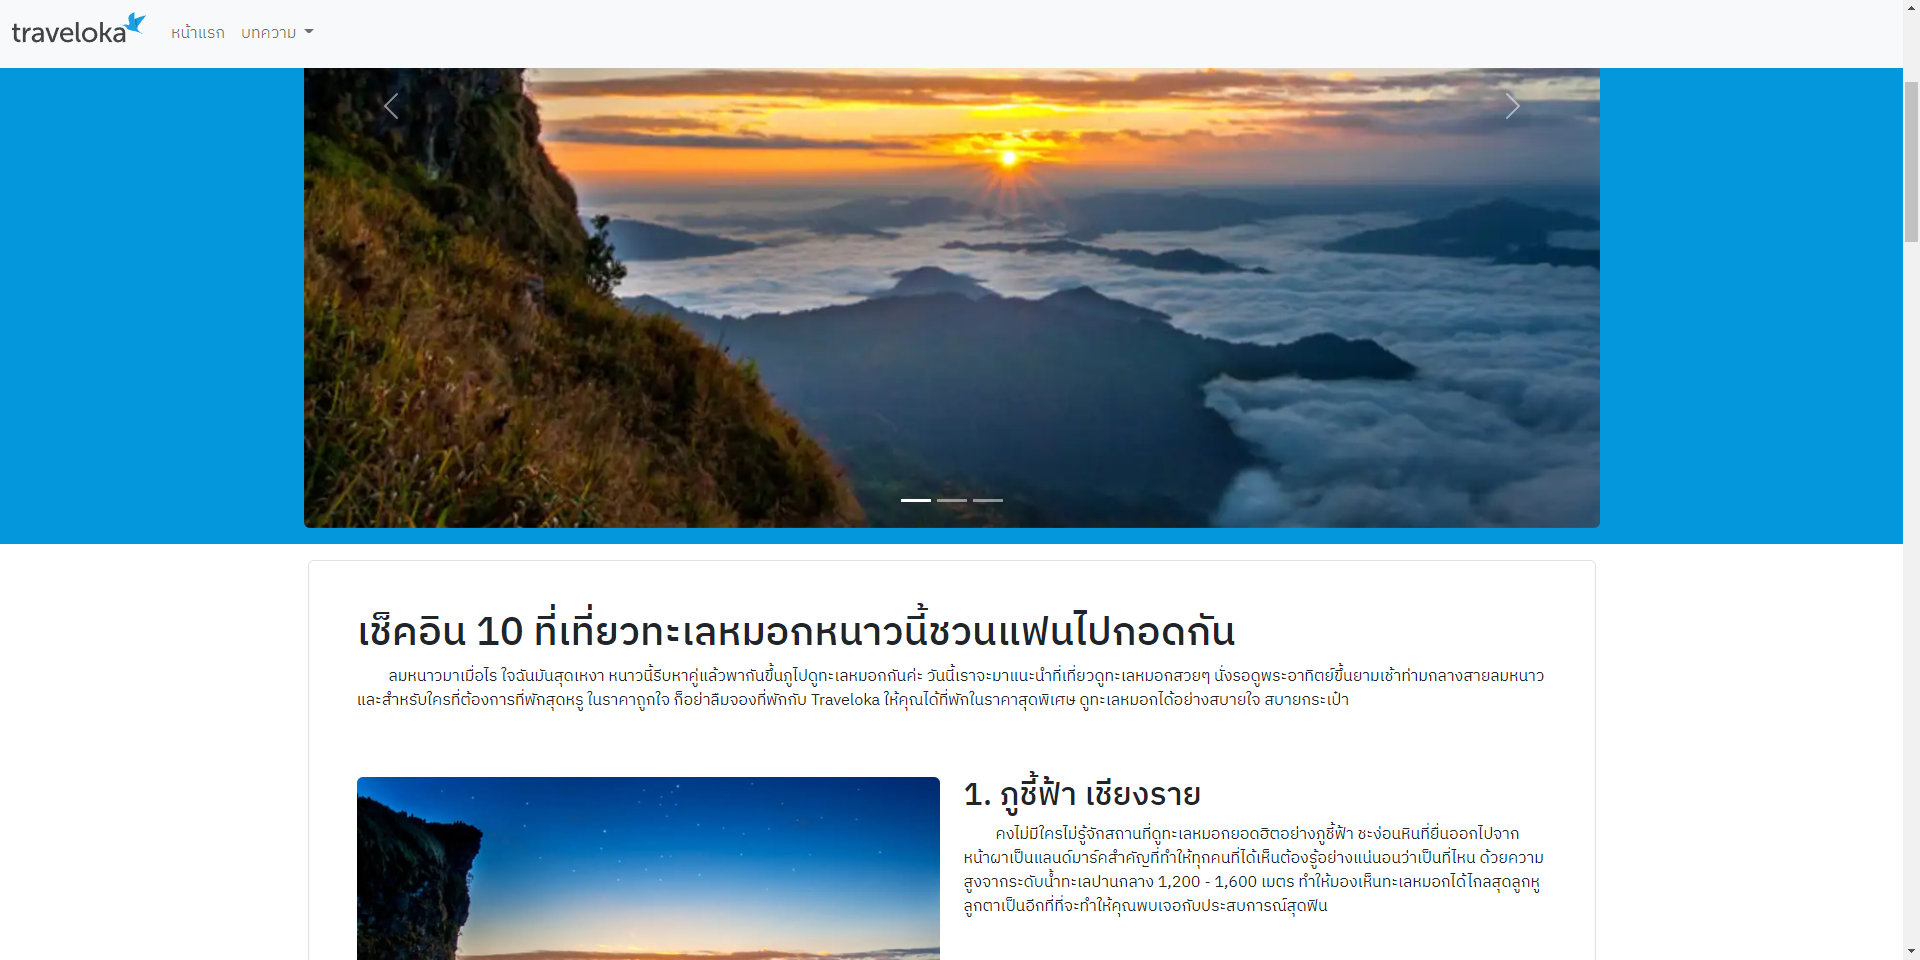 traveloka
หน้าแรก
บทความ
เช็คอิน 10 ที่เที่ยวทะเลหมอกหนาวนี้ชวนแฟนไปกอดกัน
ลมหนาวมาเมื่อไร ใจฉันมันสุดเหงา หนาวนี้รีบหาคู่แล้วพากันขึ้นภูไปดูทะเลหมอกกันค่ะ วันนี้เราจะมาแนะนำที่เที่ยวดูทะเลหมอกสวยๆ นั่งรอดูพระอาทิตย์ขึ้นยามเช้าท่ามกลางสายลมหนาว
และสำหรับใครที่ต้องการที่พักสุดหรู ในราคาถูกใจ ก็อย่าลืมจองที่พักกับ Traveloka ให้คุณได้ที่พักในราคาสุดพิเศษ ดูทะเลหมอกได้อย่างสบายใจ สบายกระเป๋า
1. ภูชี้ฟ้า เชียงราย
คงไม่มีใครไม่รู้จักสถานที่ดูทะเลหมอกยอดฮิตอย่างภูชี้ฟ้า ชะง่อนหินที่ยื่นออกไปจาก
หน้าผาเป็นแลนด์มาร์คสำคัญที่ทำให้ทุกคนที่ได้เห็นต้องรู้อย่างแน่นอนว่าเป็นที่ไหน ด้วยความ
สูงจากระดับน้ำทะเลปานกลาง 1,200 - 1,600 เมตร ทำให้มองเห็นทะเลหมอกได้ไกลสุดลูกหู
ลูกตาเป็นอีกที่ที่จะทำให้คุณพบเจอกับประสบการณ์สุดฟิน